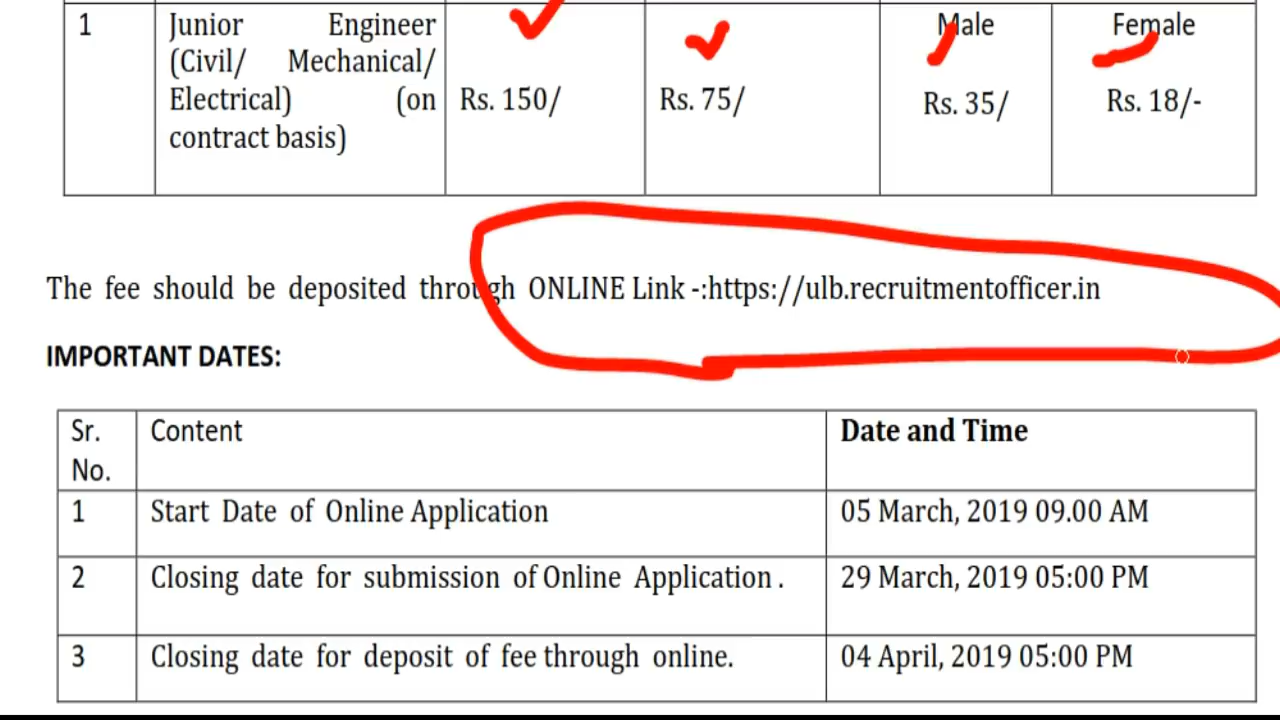 1 Junior Engineer Male Female
(Civil/ Mechanical/
Electrical) (on Rs. 150/ Rs. 75/ Rs. 35/ Rs. 18/-
contract basis)
The fee should be deposited through ONLINE Link -:https://ulb.recruitmentofficer.in
IMPORTANT DATES:
Sr. Content Date and Time
No.
1 Start Date of Online Application 05 March, 2019 09.00 AM
2 Closing date for submission of Online Application . 29 March, 2019 05:00 PM
3 Closing date for deposit of fee through online. 04 April, 2019 05:00 PM